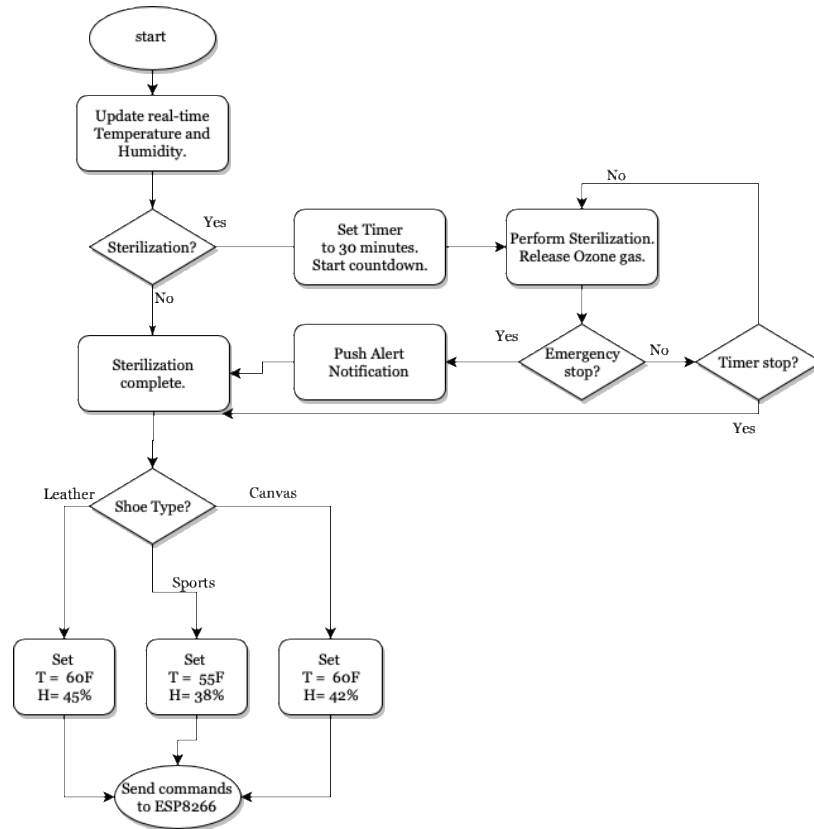 start
Update real-time
Temperature and
Humidity.
No
Yes
Sterilization?
Set Timer
to 30 minutes.
Start countdown.
Perform Sterilization.
Release Ozone gas.
No
Sterilization
complete.
Push Alert
Notification
Yes
Emergency
stop?
No
Timer stop?
Yes
Leather
Shoe Type?
Canvas
Sports
Set
T = 60F
H= 45%
Set
T = 55F
H= 38%
Set
T = 60F
H= 42%
Send commands
to ESP8266